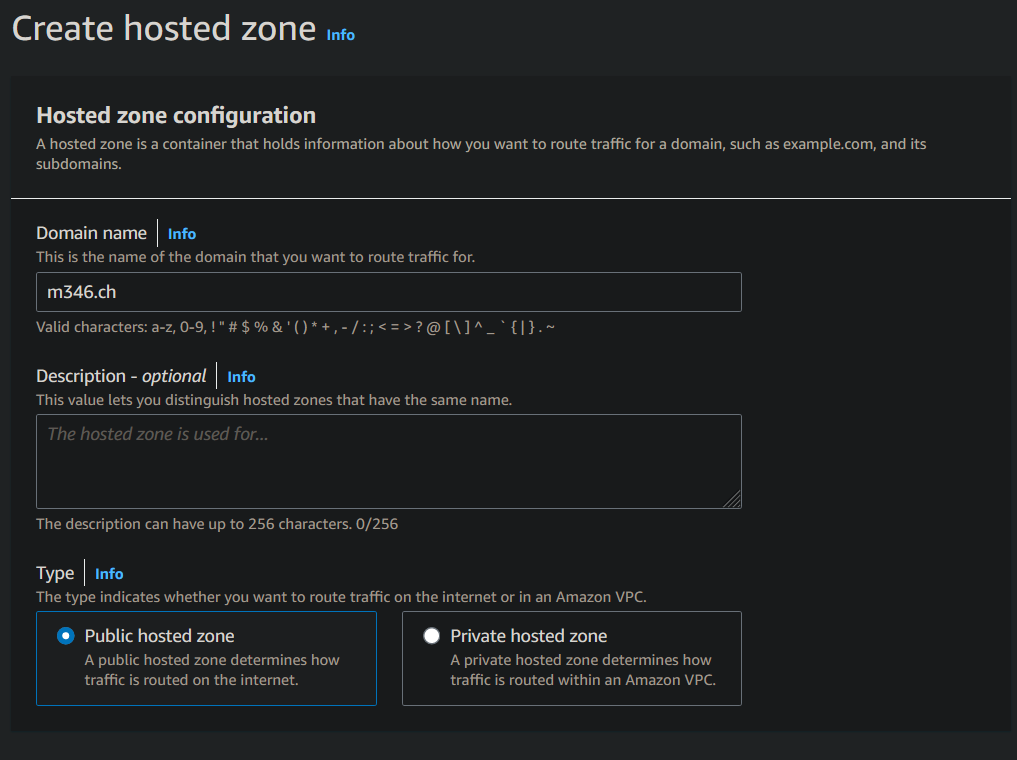 Create hosted zone Info
Hosted zone configuration
A hosted zone is a container that holds information about how you want to route traffic for a domain, such as example.com, and its
subdomains.
Domain name Info
This is the name of the domain that you want to route traffic for.
m346.ch
Valid characters: a-z, 0-9, ! " # $ % & ' ( ) * + , - / : ; < = > ? @ [ \ ] ^ _ ` { | } . ~
Description - optional Info
This value lets you distinguish hosted zones that have the same name.
The hosted zone is used for...
The description can have up to 256 characters. 0/256
Type Info
The type indicates whether you want to route traffic on the internet or in an Amazon VPC.
Public hosted zone
A public hosted zone determines how
traffic is routed on the internet.
Private hosted zone
A private hosted zone determines how
traffic is routed within an Amazon VPC.